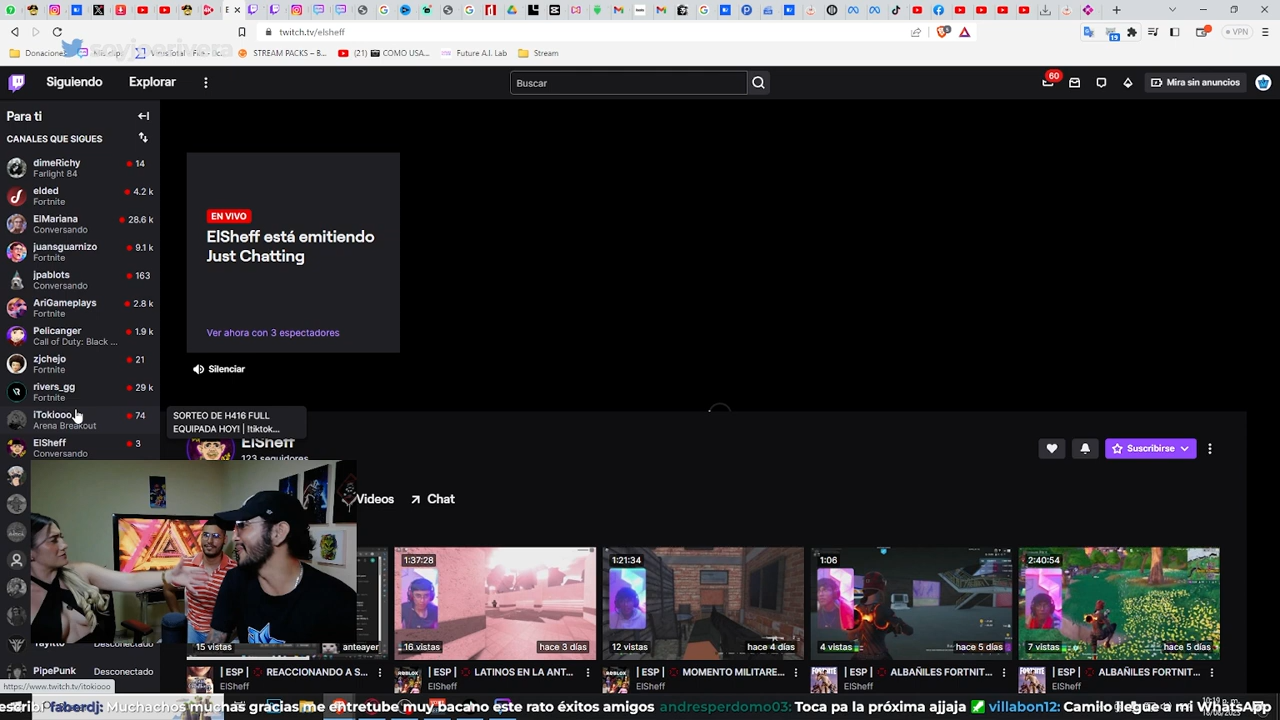 twitch.tv/elsheff
VPN
Donaciones
STREAM PACKS – B...
(21) COMO USA...
Future A.I. Lab
Stream
Siguiendo
Explorar
Buscar
60
Mira sin anuncios
Para ti
CANALES QUE SIGUES
dimeRichy
14
Farlight 84
elded
4.2 k
Fortnite
ElMariana
28.6 k
Conversando
juansguarnizo
9.1 k
Fortnite
jpablots
163
Conversando
AriGameplays
2.8 k
Fortnite
Pelicanger
1.9 k
Call of Duty: Black ...
zjchejo
21
Fortnite
rivers_gg
29 k
Fortnite
iTokiooo
74
Arena Breakout
ElSheff
3
Conversando
Desconectado
PipePunk
Desconectado
EN VIVO
ElSheff está emitiendo
Just Chatting
Ver ahora con 3 espectadores
Silenciar
SORTEO DE H416 FULL
EQUIPADA HOY! | !tiktok...
ElSheff
123 seguidores
Suscribirse
Videos
Chat
15 vistas
anteayer
1:37:28
16 vistas
hace 3 días
1:21:34
12 vistas
hace 4 días
1:06
4 vistas
hace 5 días
2:40:54
7 vistas
hace 5 días
| ESP | REACCIONANDO A S...
ElSheff
| ESP | LATINOS EN LA ANT...
ElSheff
| ESP | MOMENTO MILITARE...
ElSheff
| ESP | ALBAÑILES FORTNIT...
ElSheff
| ESP | ALBAÑILES FORTNIT...
ElSheff
https://www.twitch.tv/itokiooo
faberdj: Muchachos muchas gracias me entretube muy bacano este rato éxitos amigos andresperdomo03: Toca pa la próxima ajjaja villabon12: Camilo llegeme al WhatsApp